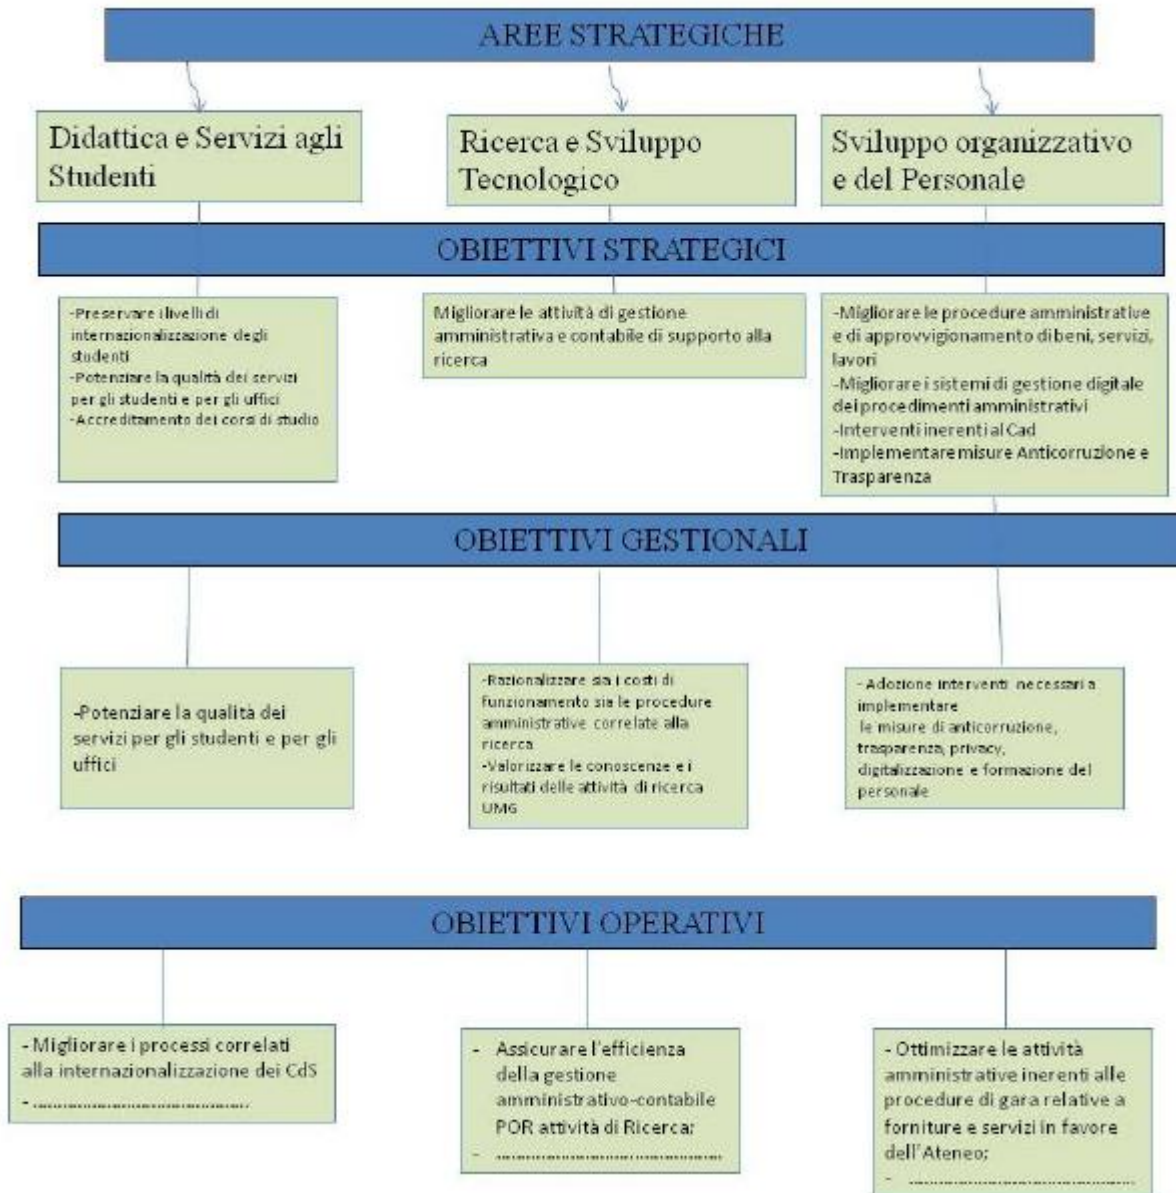 AREE STRATEGICHE
Didattica e Servizi agli
Studenti
Ricerca e Sviluppo
Tecnologico
Sviluppo organizzativo
e del Personale
OBIETTIVI STRATEGICI
-Preservare i livelli di
internazionalizzazione degli
studenti
-Potenziare la qualità dei servizi
per gli studenti e per gli uffici
-Accreditamento dei corsi di studio
Migliorare le attività di gestione
amministrativa e contabile di supporto alla
ricerca
-Migliorare le procedure amministrative
e di approvvigionamento di beni, servizi,
lavori
-Migliorare i sistemi di gestione digitale
dei procedimenti amministrativi
-Interventi inerenti al Cad
-Implementare misure Anticorruzione e
Trasparenza
OBIETTIVI GESTIONALI
-Potenziare la qualità dei
servizi per gli studenti e per gli
uffici
-Razionalizzare sia i costi di
funzionamento sia le procedure
amministrative correlate alla
ricerca
-Valorizzare le conoscenze e i
risultati delle attività di ricerca
UMG
- Adozione interventi necessari a
implementare
le misure di anticorruzione,
trasparenza, privacy,
digitalizzazione e formazione del
personale
OBIETTIVI OPERATIVI
- Migliorare i processi correlati
alla internazionalizzazione dei CdS
- ................................................
- Assicurare l'efficienza
della gestione
amministrativo-contabile
POR attività di Ricerca;
- ................................................
- Ottimizzare le attività
amministrative inerenti alle
procedure di gara relative a
forniture e servizi in favore
dell'Ateneo;
- ................................................